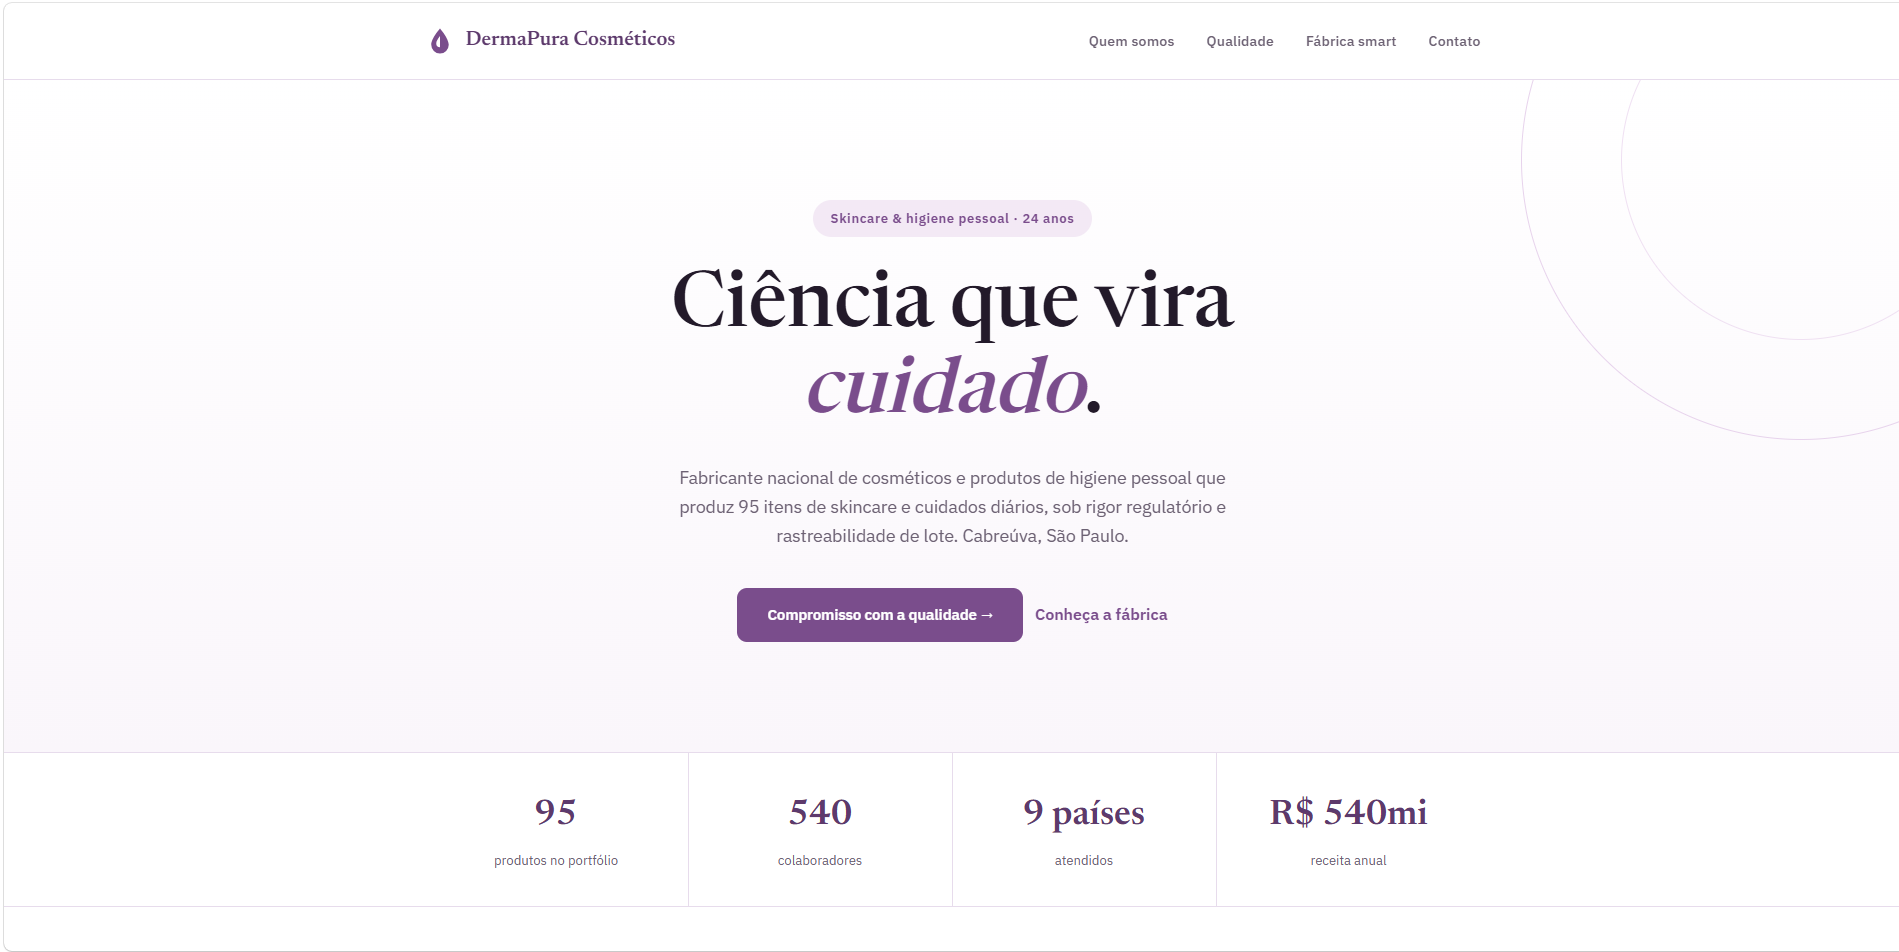 DermaPura Cosméticos
Quem somos
Qualidade
Fábrica smart
Contato
Skincare & higiene pessoal · 24 anos
Ciência que vira
cuidado.
Fabricante nacional de cosméticos e produtos de higiene pessoal que
produz 95 itens de skincare e cuidados diários, sob rigor regulatório e
rastreabilidade de lote. Cabreúva, São Paulo.
Compromisso com a qualidade →
Conheça a fábrica
95
produtos no portfólio
540
colaboradores
9 países
atendidos
R$ 540mi
receita anual